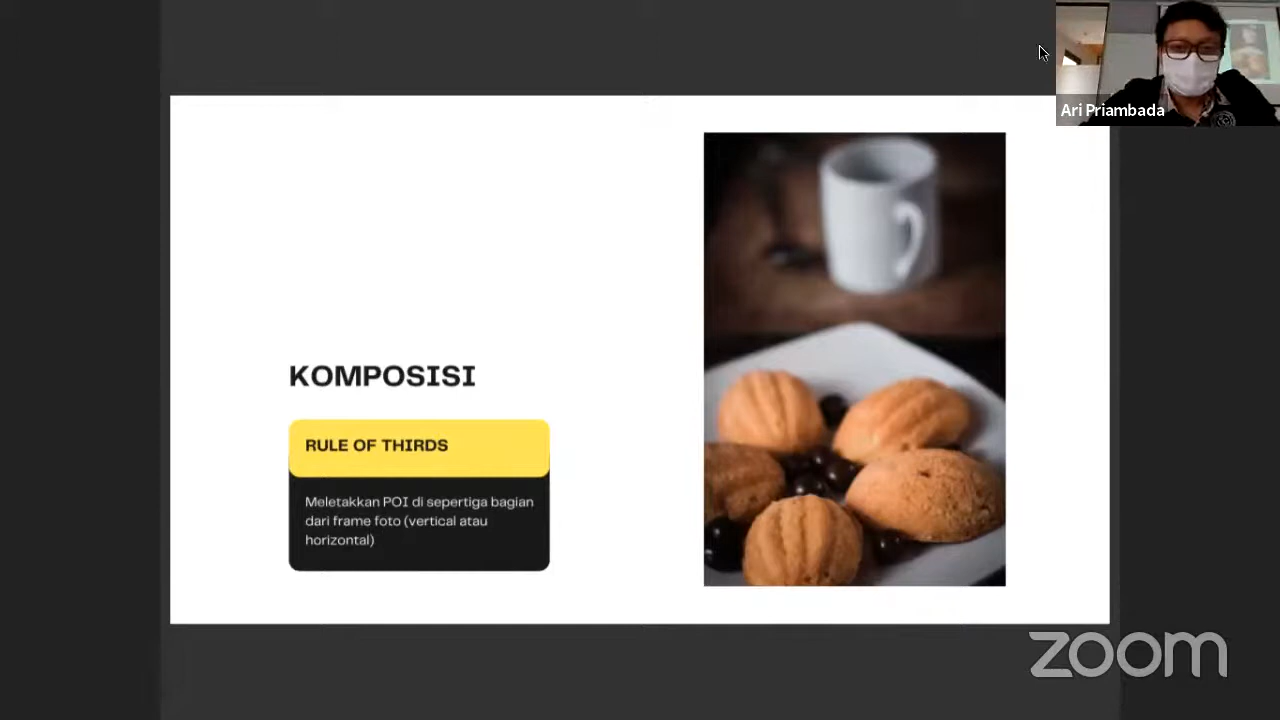 Ari Priambada
KOMPOSISI
RULE OF THIRDS
Meletakkan POI di sepertiga bagian
dari frame foto (vertical atau
horizontal)
zoom